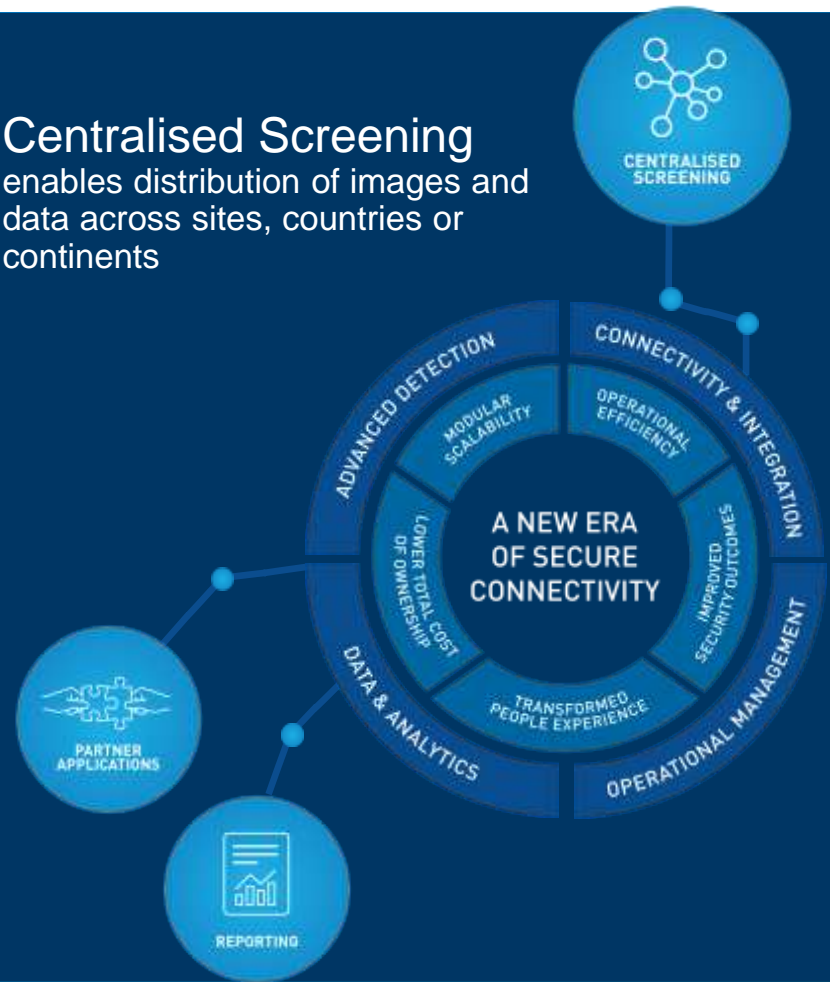 Centralised Screening
enables distribution of images and
data across sites, countries or
continents
CENTRALISED
SCREENING
ADVANCED DETECTION
CONNECTIVITY & INTEGRATION
MODULAR
SCALABILITY
OPERATIONAL
EFFICIENCY
LOWER TOTAL COST
OF OWNERSHIP
A NEW ERA
OF SECURE
CONNECTIVITY
IMPROVED
SECURITY OUTCOMES
TRANSFORMED
PEOPLE EXPERIENCE
DATA & ANALYTICS
OPERATIONAL MANAGEMENT
PARTNER
APPLICATIONS
REPORTING